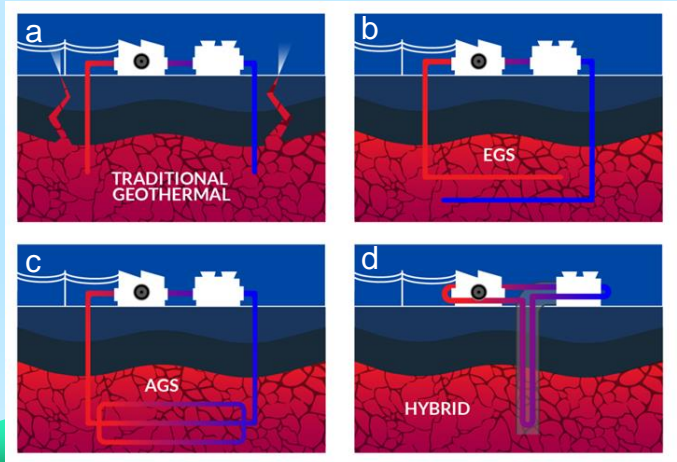 a
TRADITIONAL
GEOTHERMAL
b
EGS
c
AGS
d
HYBRID